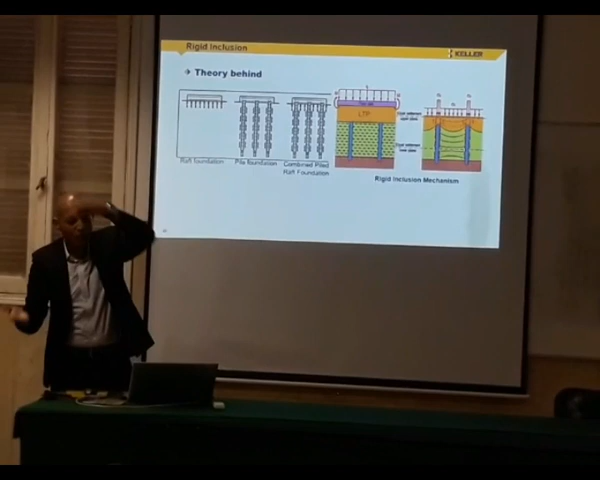 Rigid Inclusion
KELLER
Theory behind
Raft foundation
Pile foundation
Combined Piled
Raft Foundation
LTP
Rigid Inclusion Mechanism